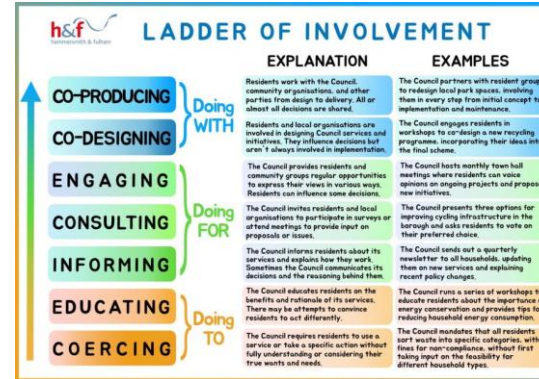 h&f
hammersmith & fulham
LADDER OF INVOLVEMENT
EXPLANATION
EXAMPLES
CO-PRODUCING
Doing
WITH
Residents work with the Council,
community organisations, and other
parties from design to delivery. All or
almost all decisions are shared.
The Council partners with resident group
to redesign local park spaces, involving
them in every step from initial concept to
implementation and maintenance.
CO-DESIGNING
Residents and local organisations are
involved in designing Council services and
initiatives. They influence decisions but
aren't always involved in implementation.
The Council engages residents in
workshops to co-design a new recycling
programme, incorporating their ideas into
the final scheme.
ENGAGING
Doing
FOR
The Council provides residents and
community groups regular opportunities
to express their views in various ways.
Residents can influence some decisions.
The Council hosts monthly town hall
meetings where residents can voice
opinions on ongoing projects and propose
new initiatives.
CONSULTING
The Council invites residents and local
organisations to participate in surveys or
attend meetings to provide input on
proposals or issues.
The Council presents three options for
improving cycling infrastructure in the
borough and asks residents to vote on
their preferred choice.
INFORMING
The Council informs residents about its
services and explains how they work.
Sometimes the Council communicates its
decisions and the reasoning behind them.
The Council sends out a quarterly
newsletter to all households, updating
them on new services and explaining
recent policy changes.
EDUCATING
Doing
TO
The Council educates residents on the
benefits and rationale of its services.
There may be attempts to convince
residents to act differently.
The Council runs a series of workshops to
educate residents about the importance o
energy conservation and provides tips fo
reducing household energy consumption.
COERCING
The Council requires residents to use a
service or take a specific action without
fully understanding or considering their
true wants and needs.
The Council mandates that all residents
sort waste into specific categories, with
fines for non-compliance, without first
taking input on the feasibility for
different household types.